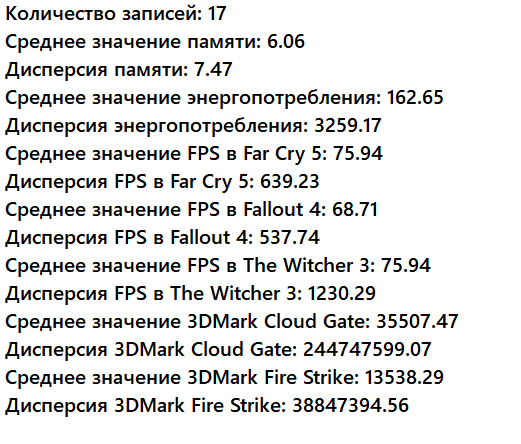 Количество записей: 17
Среднее значение памяти: 6.06
Дисперсия памяти: 7.47
Среднее значение энергопотребления: 162.65
Дисперсия энергопотребления: 3259.17
Среднее значение FPS в Far Cry 5: 75.94
Дисперсия FPS в Far Cry 5: 639.23
Среднее значение FPS в Fallout 4: 68.71
Дисперсия FPS в Fallout 4: 537.74
Среднее значение FPS в The Witcher 3: 75.94
Дисперсия FPS в The Witcher 3: 1230.29
Среднее значение 3DMark Cloud Gate: 35507.47
Дисперсия 3DMark Cloud Gate: 244747599.07
Среднее значение 3DMark Fire Strike: 13538.29
Дисперсия 3DMark Fire Strike: 38847394.56